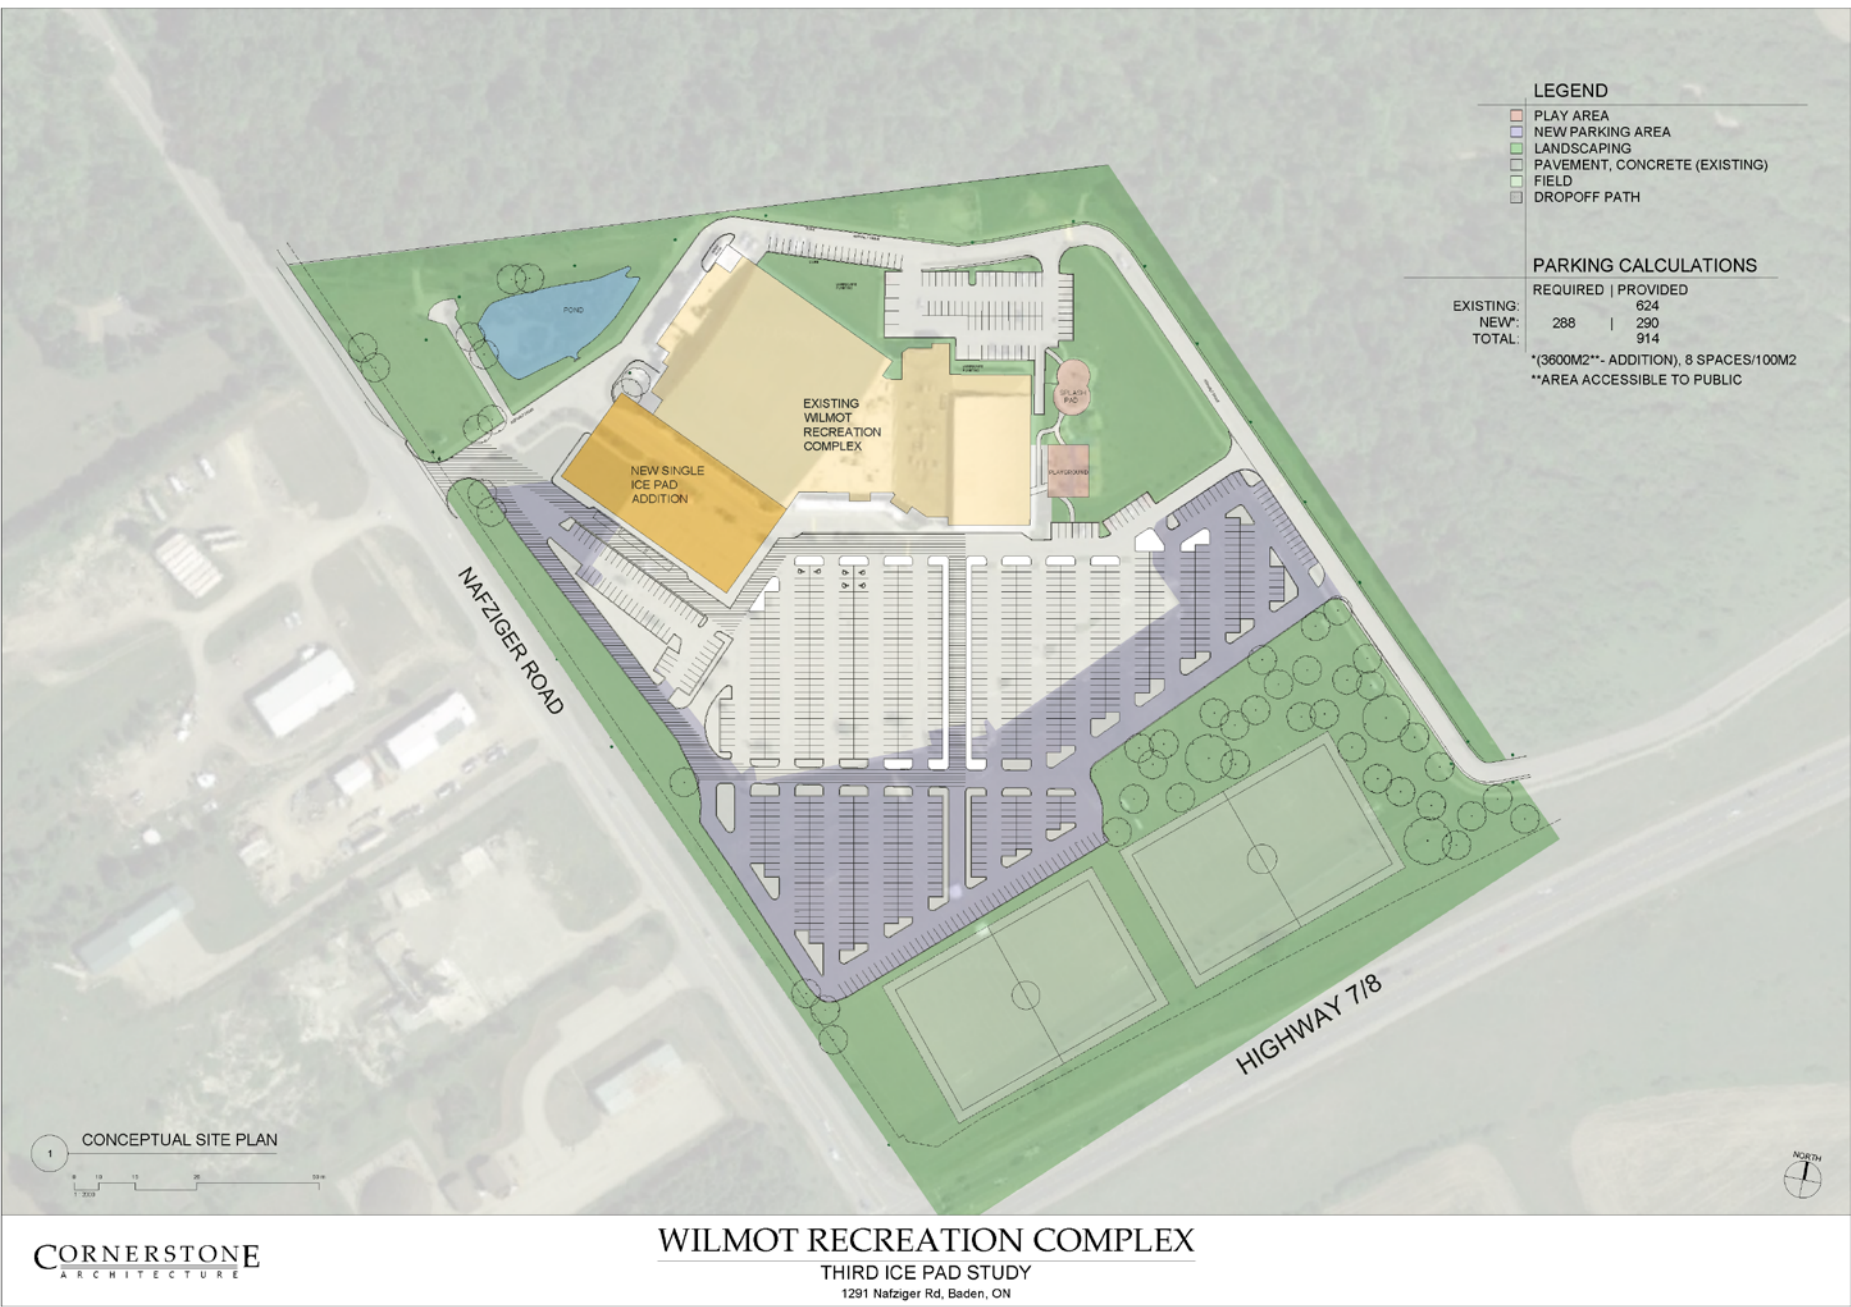 LEGEND
PLAY AREA
NEW PARKING AREA
LANDSCAPING
PAVEMENT, CONCRETE (EXISTING)
FIELD
DROPOFF PATH
PARKING CALCULATIONS
REQUIRED | PROVIDED
EXISTING: 624
NEW*: 288 | 290
TOTAL: 914
*(3600M2**- ADDITION), 8 SPACES/100M2
**AREA ACCESSIBLE TO PUBLIC
POND
EXISTING
WILMOT
RECREATION
COMPLEX
SPLASH
PAD
PLAYGROUND
NEW SINGLE
ICE PAD
ADDITION
NAFZIGER ROAD
HIGHWAY 7/8
1
CONCEPTUAL SITE PLAN
NORTH
CORNERSTONE
ARCHITECTURE
WILMOT RECREATION COMPLEX
THIRD ICE PAD STUDY
1291 Nafziger Rd, Baden, ON